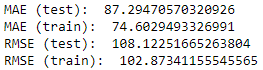 MAE (test):  87.29470570320926
MAE (train):  74.6029493326991
RMSE (test):  108.12251665263804
RMSE (train):  102.87341155545565